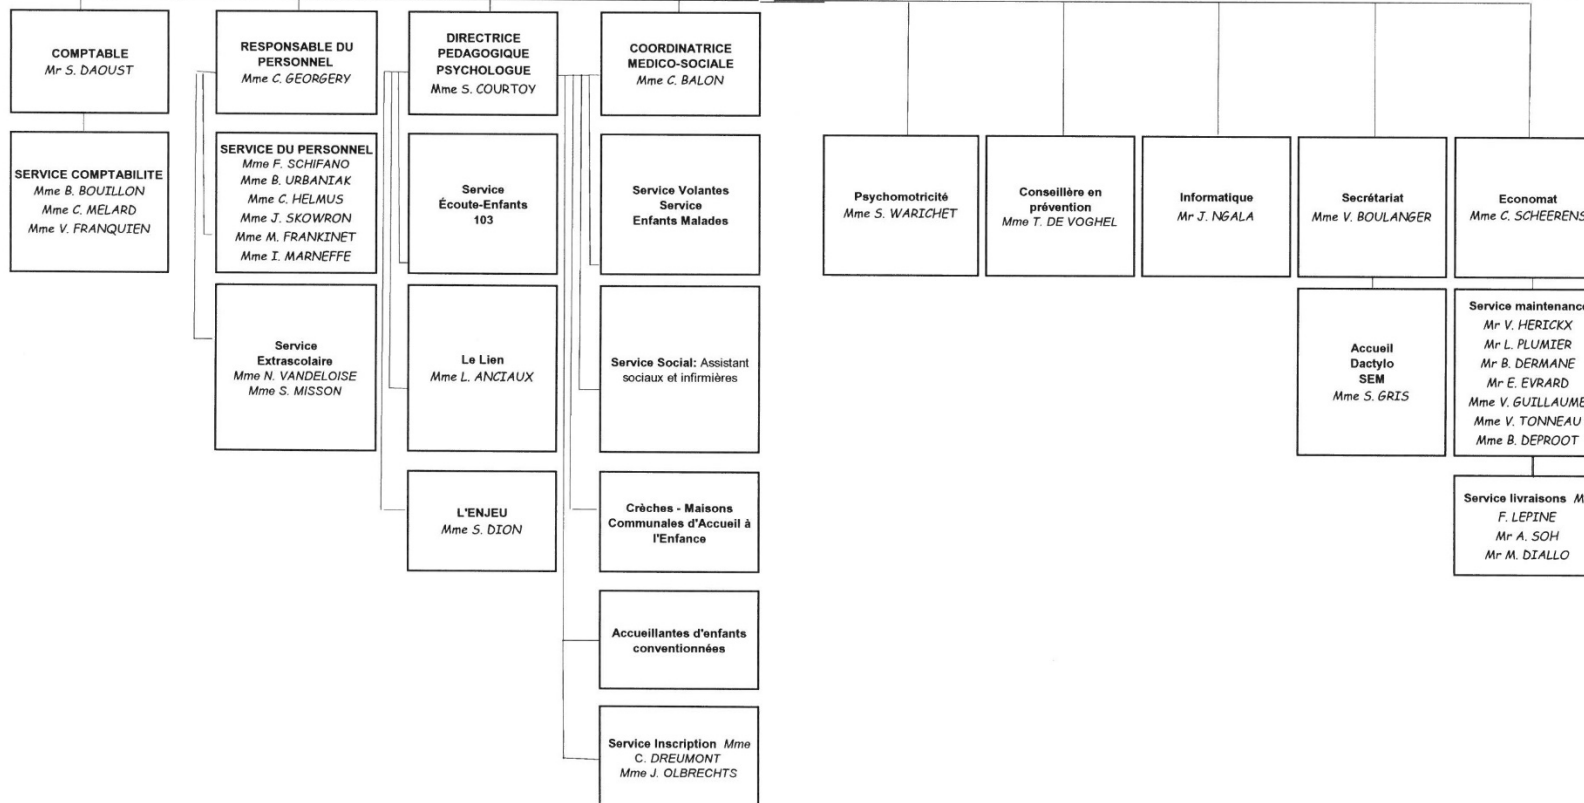 COMPTABLE
Mr S. DAOUST
SERVICE COMPTABILITE
Mme B. BOUILLON
Mme C. MELARD
Mme V. FRANQUIEN
RESPONSABLE DU
PERSONNEL
Mme C. GEORGERY
SERVICE DU PERSONNEL
Mme F. SCHIFANO
Mme B. URBANIAK
Mme C. HELMUS
Mme J. SKOWRON
Mme M. FRANKINET
Mme I. MARNEFFE
Service
Extrascolaire
Mme N. VANDELOISE
Mme S. MISSON
DIRECTRICE
PEDAGOGIQUE
PSYCHOLOGUE
Mme S. COURTOY
Service
Écoute-Enfants
103
Le Lien
Mme L. ANCIAUX
L'ENJEU
Mme S. DION
COORDINATRICE
MEDICO-SOCIALE
Mme C. BALON
Service Volantes
Service
Enfants Malades
Service Social: Assistant
sociaux et infirmières
Crèches - Maisons
Communales d'Accueil à
l'Enfance
Accueillantes d'enfants
conventionnées
Service Inscription Mme
C. DREUMONT
Mme J. OLBRECHTS
Psychomotricité
Mme S. WARICHET
Conseillère en
prévention
Mme T. DE VOGHEL
Informatique
Mr J. NGALA
Secrétariat
Mme V. BOULANGER
Accueil
Dactylo
SEM
Mme S. GRIS
Economat
Mme C. SCHEERENS
Service maintenance
Mr V. HERICKX
Mr L. PLUMIER
Mr B. DERMANE
Mr E. EVRARD
Mme V. GUILLAUME
Mme V. TONNEAU
Mme B. DEPROOT
Service livraisons M
F. LEPINE
Mr A. SOH
Mr M. DIALLO